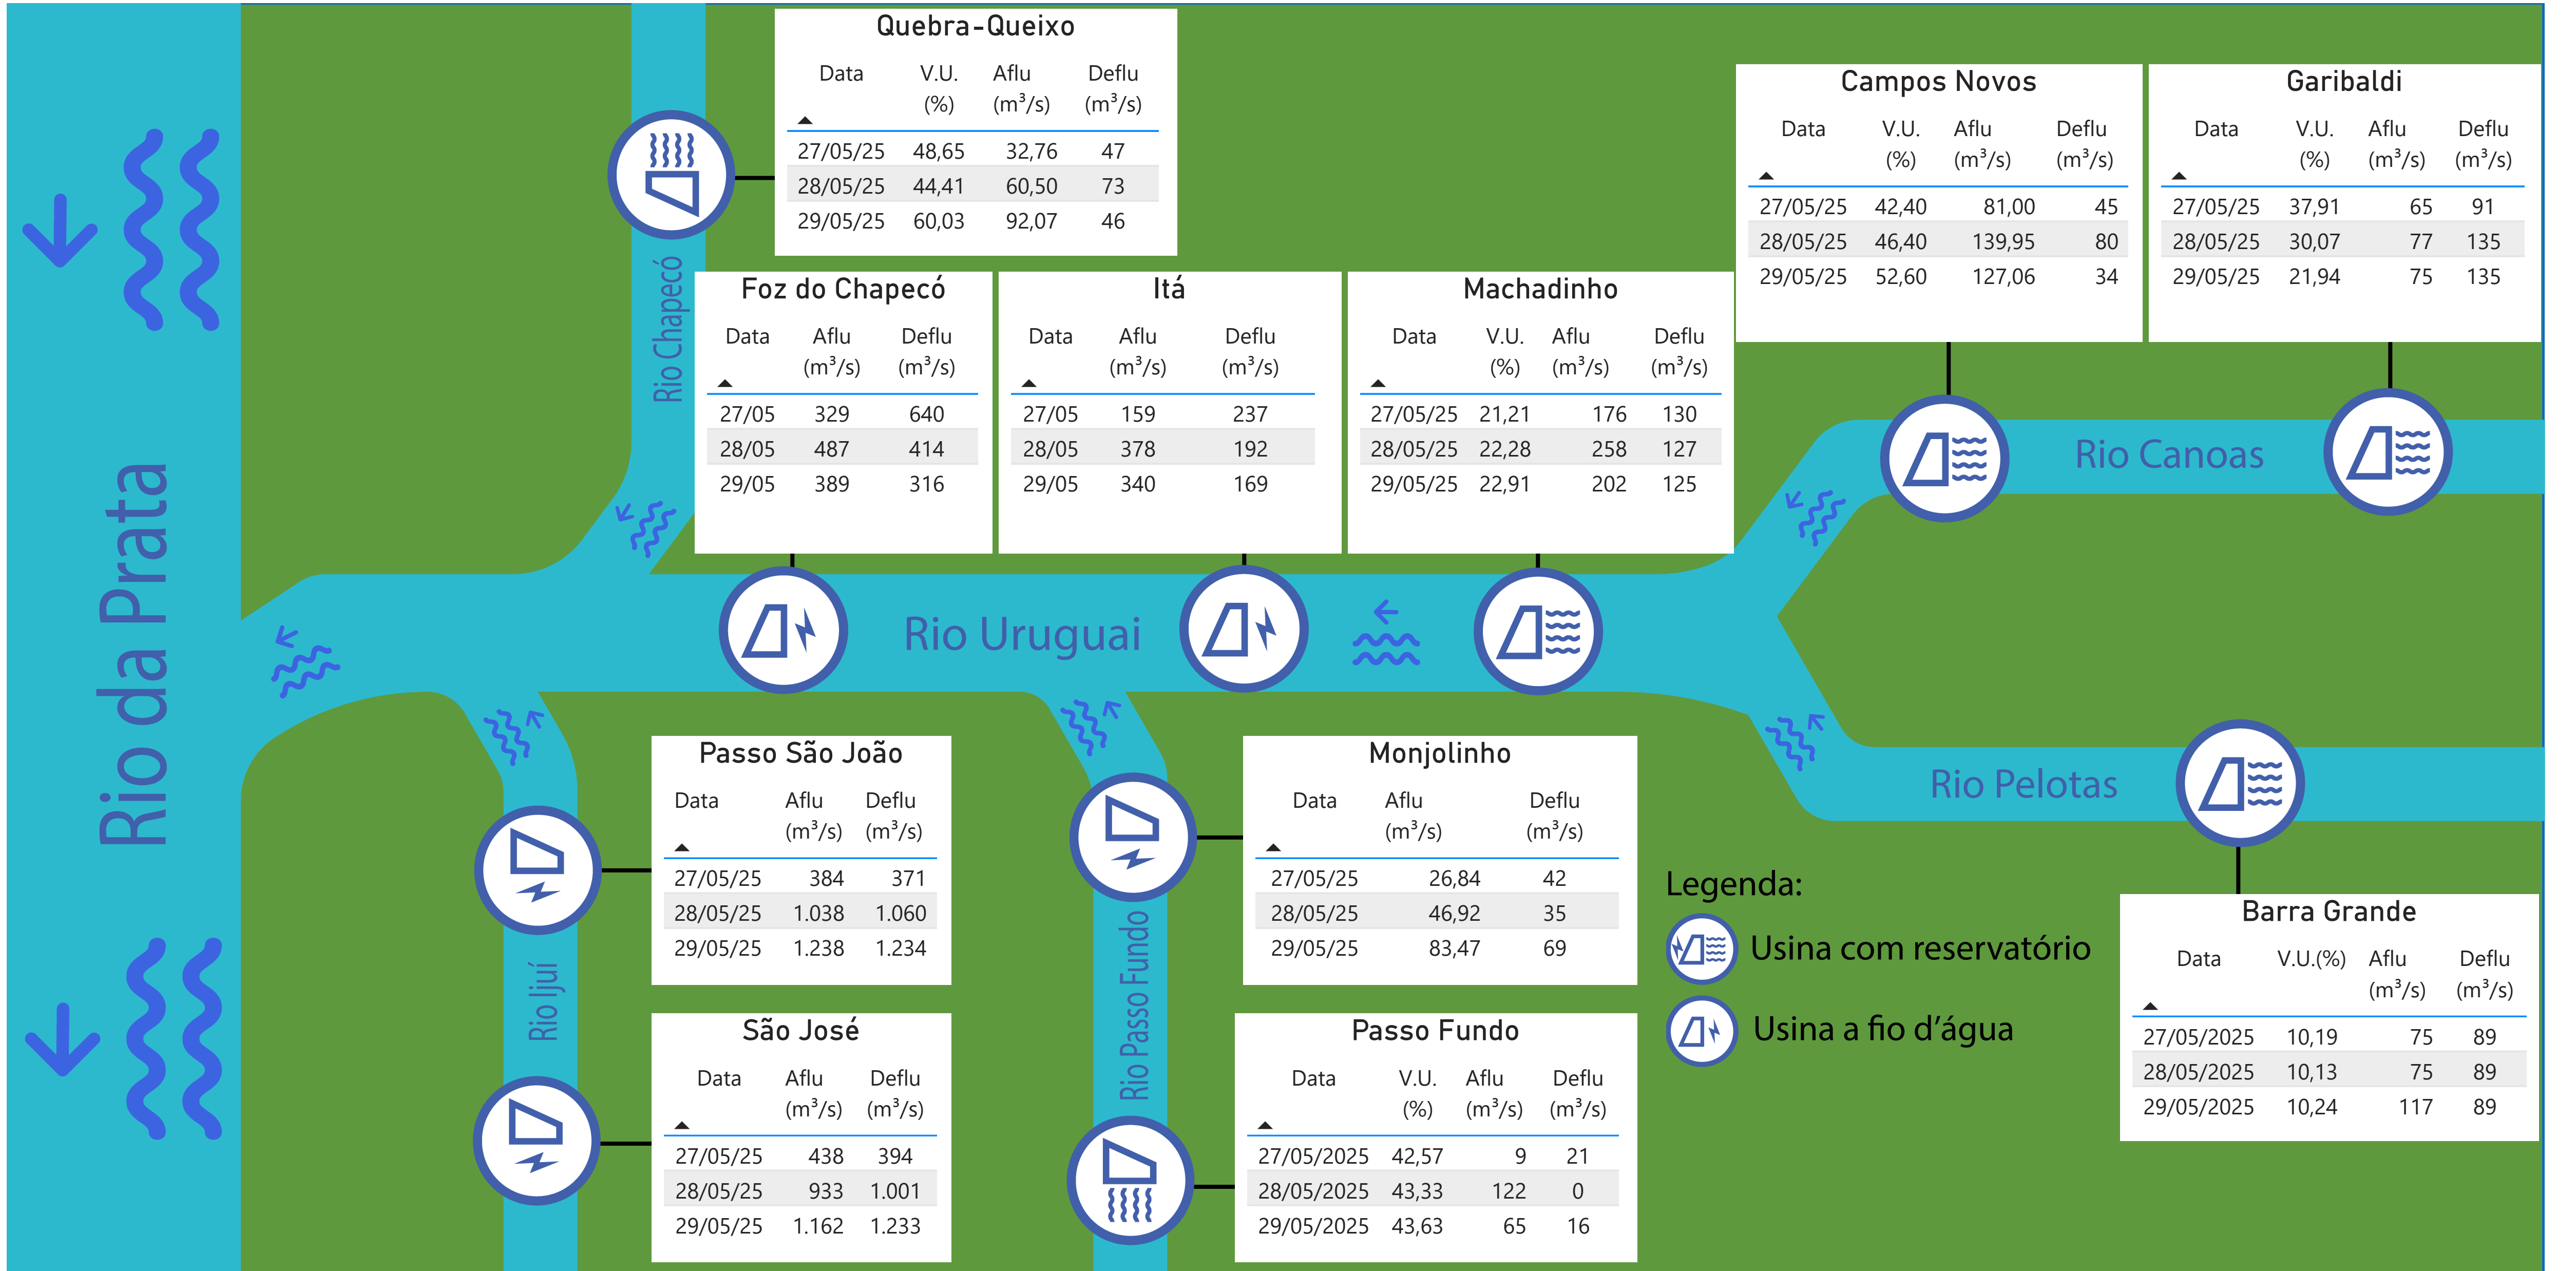 Rio da Prata
Quebra-Queixo
Data V.U. (%) Aflu (m³/s) Deflu (m³/s)
27/05/25 48,65 32,76 47
28/05/25 44,41 60,50 73
29/05/25 60,03 92,07 46
Rio Chapecó
Foz do Chapecó
Data Aflu (m³/s) Deflu (m³/s)
27/05 329 640
28/05 487 414
29/05 389 316
Itá
Data Aflu (m³/s) Deflu (m³/s)
27/05 159 237
28/05 378 192
29/05 340 169
Machadinho
Data V.U. (%) Aflu (m³/s) Deflu (m³/s)
27/05/25 21,21 176 130
28/05/25 22,28 258 127
29/05/25 22,91 202 125
Campos Novos
Data V.U. (%) Aflu (m³/s) Deflu (m³/s)
27/05/25 42,40 81,00 45
28/05/25 46,40 139,95 80
29/05/25 52,60 127,06 34
Garibaldi
Data V.U. (%) Aflu (m³/s) Deflu (m³/s)
27/05/25 37,91 65 91
28/05/25 30,07 77 135
29/05/25 21,94 75 135
Rio Canoas
Rio Uruguai
Rio Pelotas
Passo São João
Data Aflu (m³/s) Deflu (m³/s)
27/05/25 384 371
28/05/25 1.038 1.060
29/05/25 1.238 1.234
Rio Ijuí
São José
Data Aflu (m³/s) Deflu (m³/s)
27/05/25 438 394
28/05/25 933 1.001
29/05/25 1.162 1.233
Monjolinho
Data Aflu (m³/s) Deflu (m³/s)
27/05/25 26,84 42
28/05/25 46,92 35
29/05/25 83,47 69
Rio Passo Fundo
Passo Fundo
Data V.U. (%) Aflu (m³/s) Deflu (m³/s)
27/05/2025 42,57 9 21
28/05/2025 43,33 122 0
29/05/2025 43,63 65 16
Legenda:
Usina com reservatório
Usina a fio d'água
Barra Grande
Data V.U.(%) Aflu (m³/s) Deflu (m³/s)
27/05/2025 10,19 75 89
28/05/2025 10,13 75 89
29/05/2025 10,24 117 89